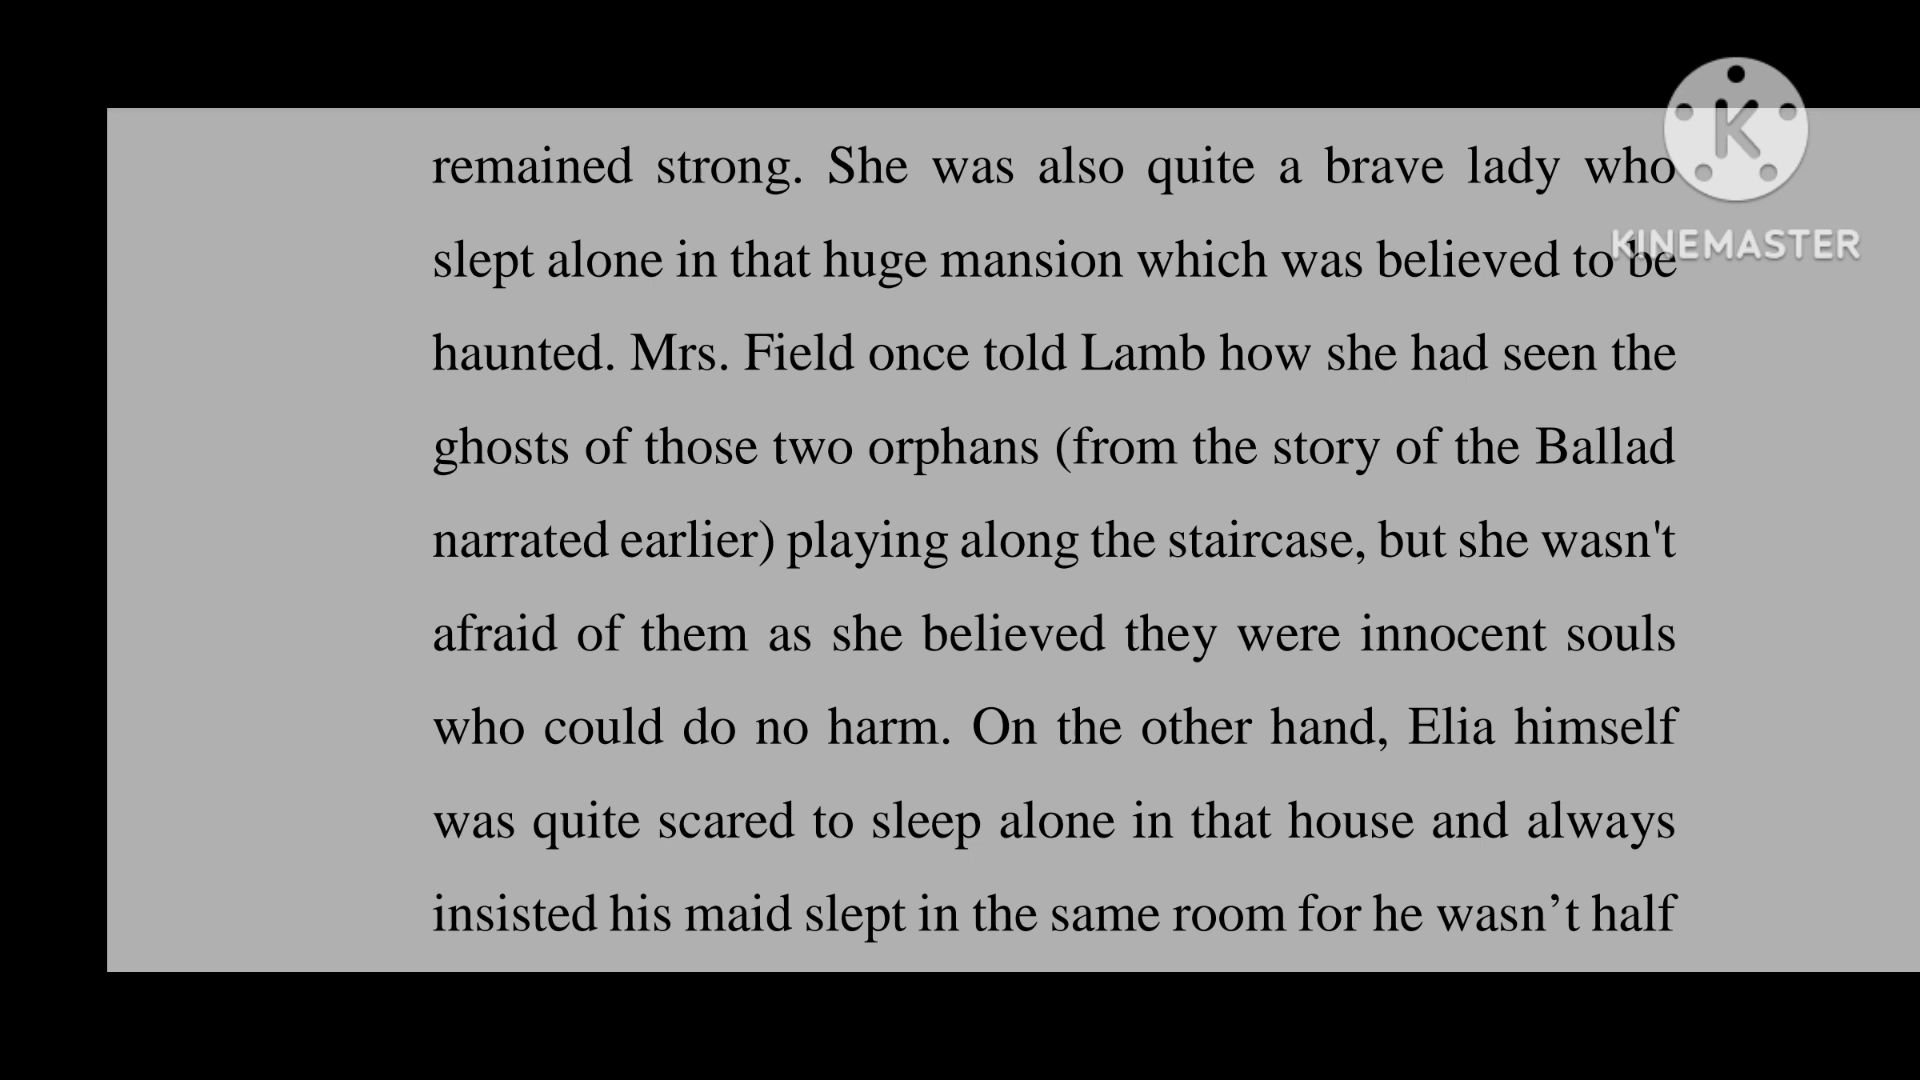 remained strong. She was also quite a brave lady who
slept alone in that huge mansion which was believed to be
haunted. Mrs. Field once told Lamb how she had seen the
ghosts of those two orphans (from the story of the Ballad
narrated earlier) playing along the staircase, but she wasn't
afraid of them as she believed they were innocent souls
who could do no harm. On the other hand, Elia himself
was quite scared to sleep alone in that house and always
insisted his maid slept in the same room for he wasn’t half
K
KINEMASTER